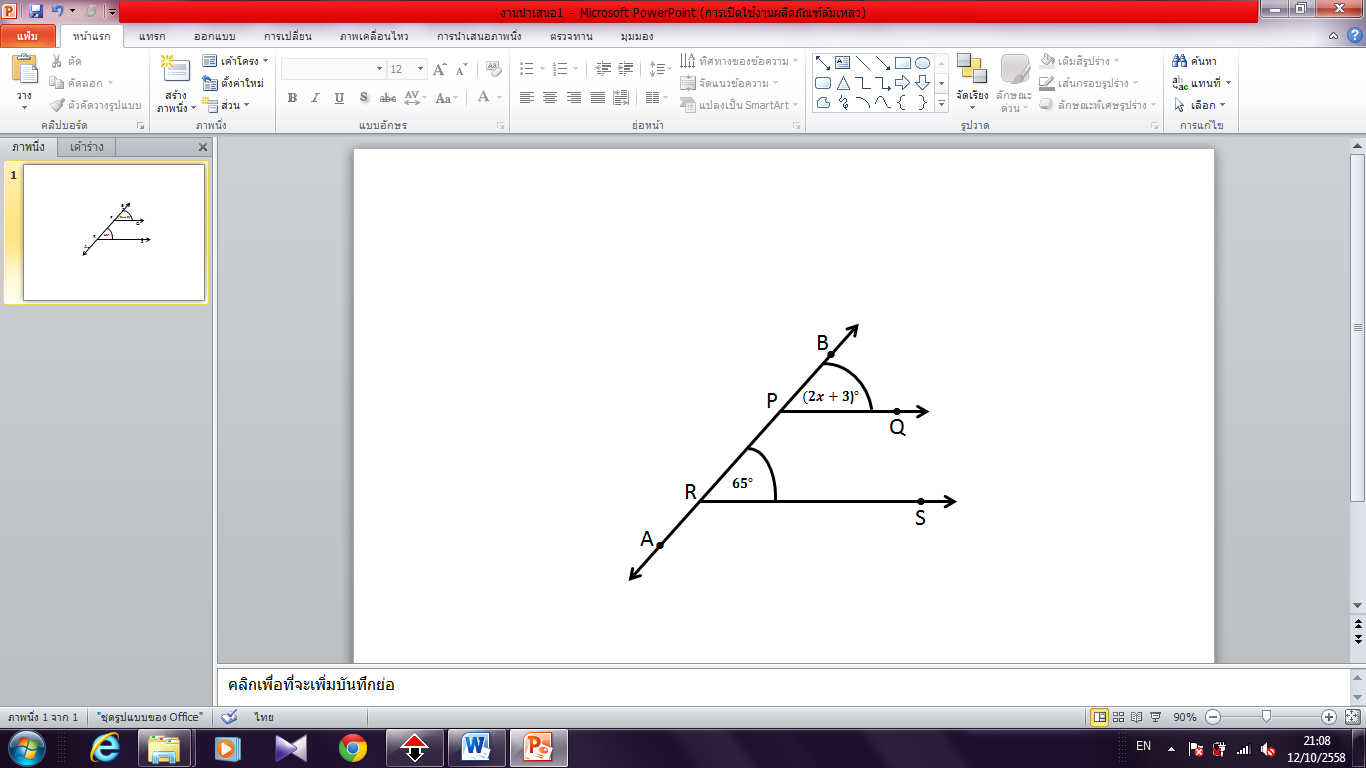 งานนำเสนอ1 - Microsoft PowerPoint (การเปิดใช้งานผลิตภัณฑ์ล้มเหลว)
แฟ้ม หน้าแรก แทรก ออกแบบ การเปลี่ยน ภาพเคลื่อนไหว การนำเสนอภาพนิ่ง ตรวจทาน มุมมอง
วาง
ตัด
คัดลอก
ตัวคัดวางรูปแบบ
คลิปบอร์ด
สร้าง
ภาพนิ่ง
เค้าโครง
ตั้งค่าใหม่
ส่วน
ภาพนิ่ง
12
A A
B I U S abc AV Aa A
แบบอักษร
ทิศทางของข้อความ
จัดแนวข้อความ
แปลงเป็น SmartArt
ย่อหน้า
จัดเรียง
ลักษณะ
ด่วน
เติมสีรูปร่าง
เส้นกรอบรูปร่าง
ลักษณะพิเศษรูปร่าง
รูปวาด
ค้นหา
แทนที่
เลือก
การแก้ไข
ภาพนิ่ง เค้าร่าง
1
B
P (2x + 3)°
Q
R 65°
S
A
คลิกเพื่อที่จะเพิ่มบันทึกย่อ
ภาพนิ่ง 1 จาก 1 "ชุดรูปแบบของ Office" ไทย 90%
EN 21:08
12/10/2558